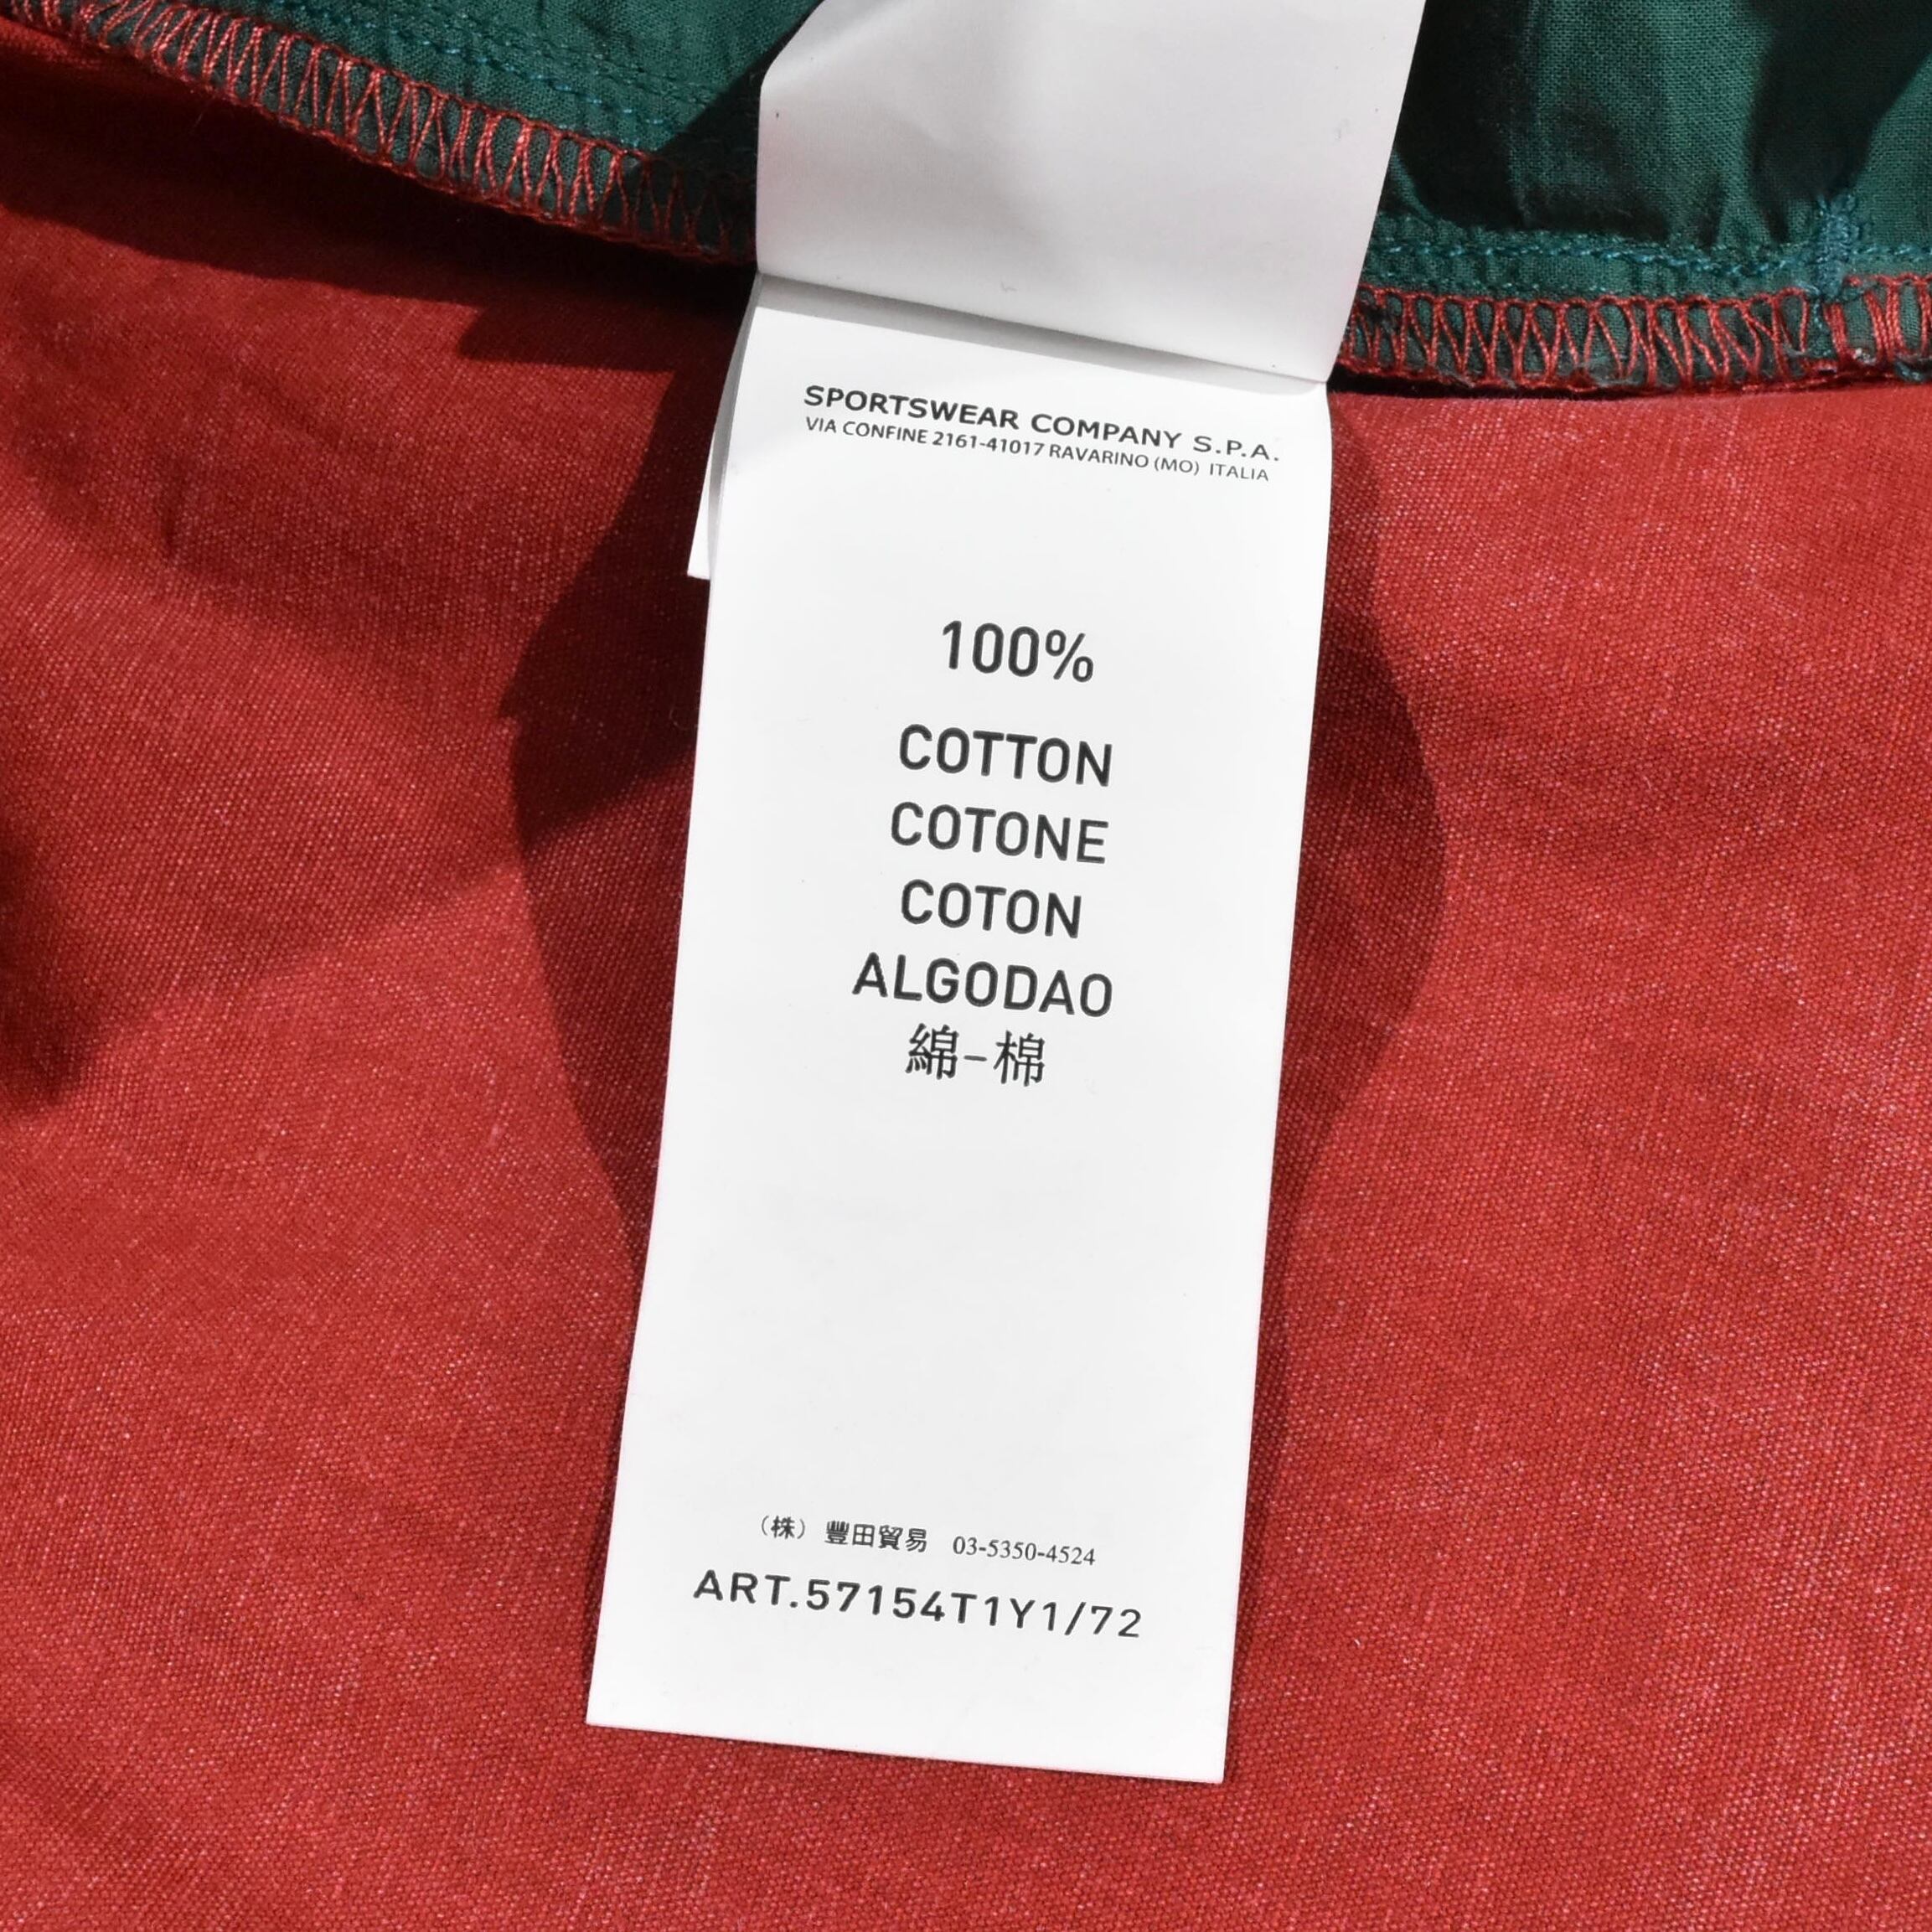 SPORTSWEAR COMPANY S.P.A.
VIA CONFINE 2161-41017 RAVARINO (MO) ITALIA
100%
COTTON
COTONE
COTON
ALGODAO
綿-棉
（株） 豊田貿易 03-5350-4524
ART.57154T1Y1/72